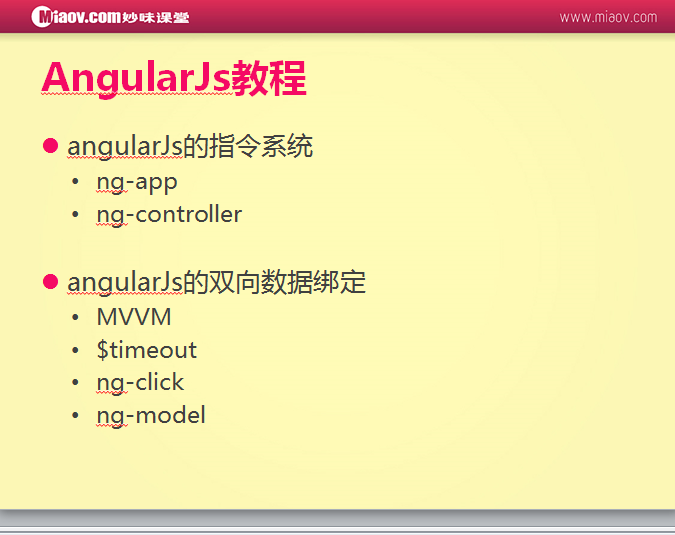 Miaov.com妙味课堂
www.miaov.com
AngularJs教程
angularJs的指令系统
• ng-app
• ng-controller
angularJs的双向数据绑定
• MVVM
• $timeout
• ng-click
• ng-model